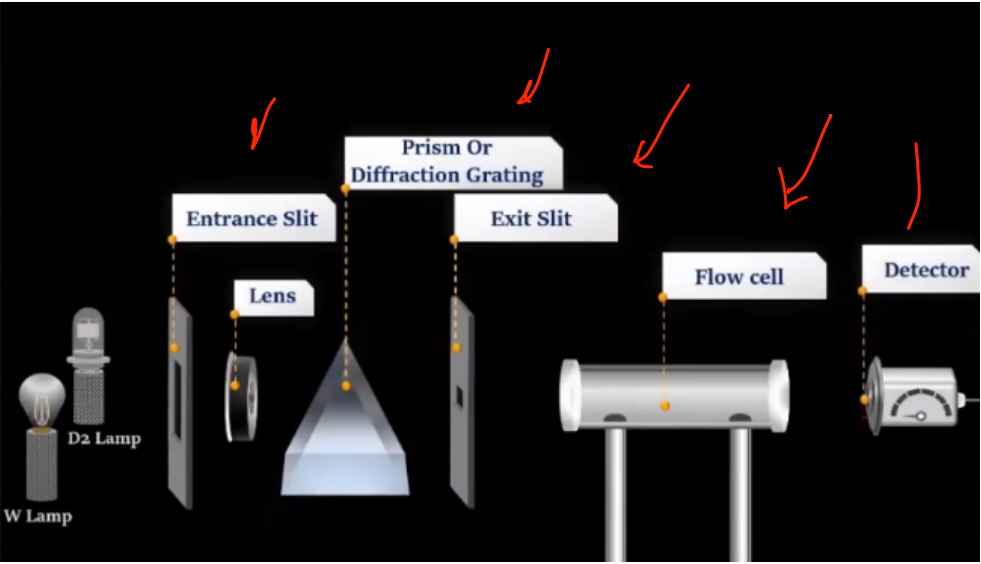 Prism Or
Diffraction Grating
Entrance Slit
Exit Slit
Lens
Flow cell
Detector
D2 Lamp
W Lamp